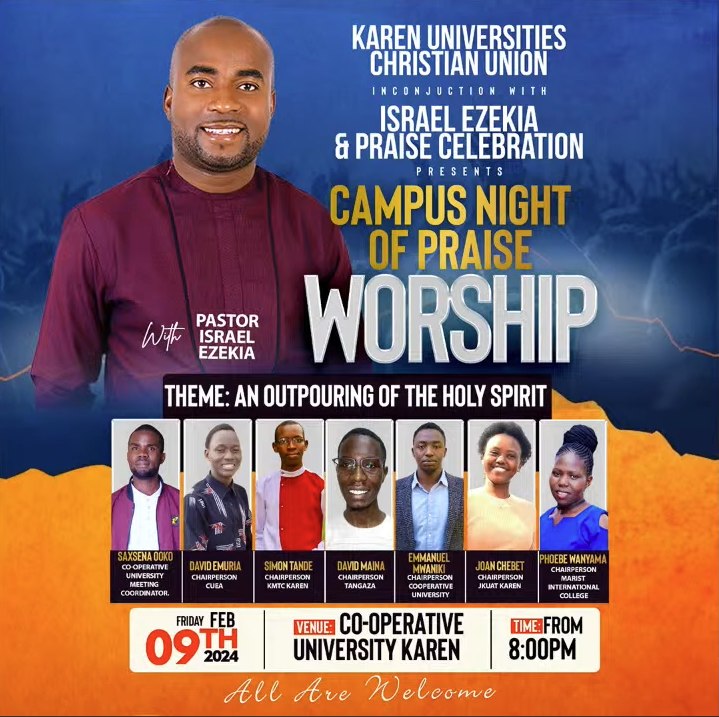 KAREN UNIVERSITIES
CHRISTIAN UNION
INCONJUCTION WITH
ISRAEL EZEKIA
& PRAISE CELEBRATION
PRESENTS
CAMPUS NIGHT
OF PRAISE
WORSHIP
With
PASTOR
ISRAEL
EZEKIA
THEME: AN OUTPOURING OF THE HOLY SPIRIT
SAXSENA OOKO
CO-OPERATIVE
UNIVERSITY
MEETING
COORDINATOR.
DAVID EMURIA
CHAIRPERSON
CUEA
SIMON TANDE
CHAIRPERSON
KMTC KAREN
DAVID MAINA
CHAIRPERSON
TANGAZA
EMMANUEL
MWANIKI
CHAIRPERSON
COOPERATIVE
UNIVERSITY
JOAN CHEBET
CHAIRPERSON
JKUAT KAREN
PHOEBE WANYAMA
CHAIRPERSON
MARIST
INTERNATIONAL
COLLEGE
FRIDAY FEB
09TH
2024
VENUE: CO-OPERATIVE
UNIVERSITY KAREN
TIME: FROM
8:00PM
All Are Welcome